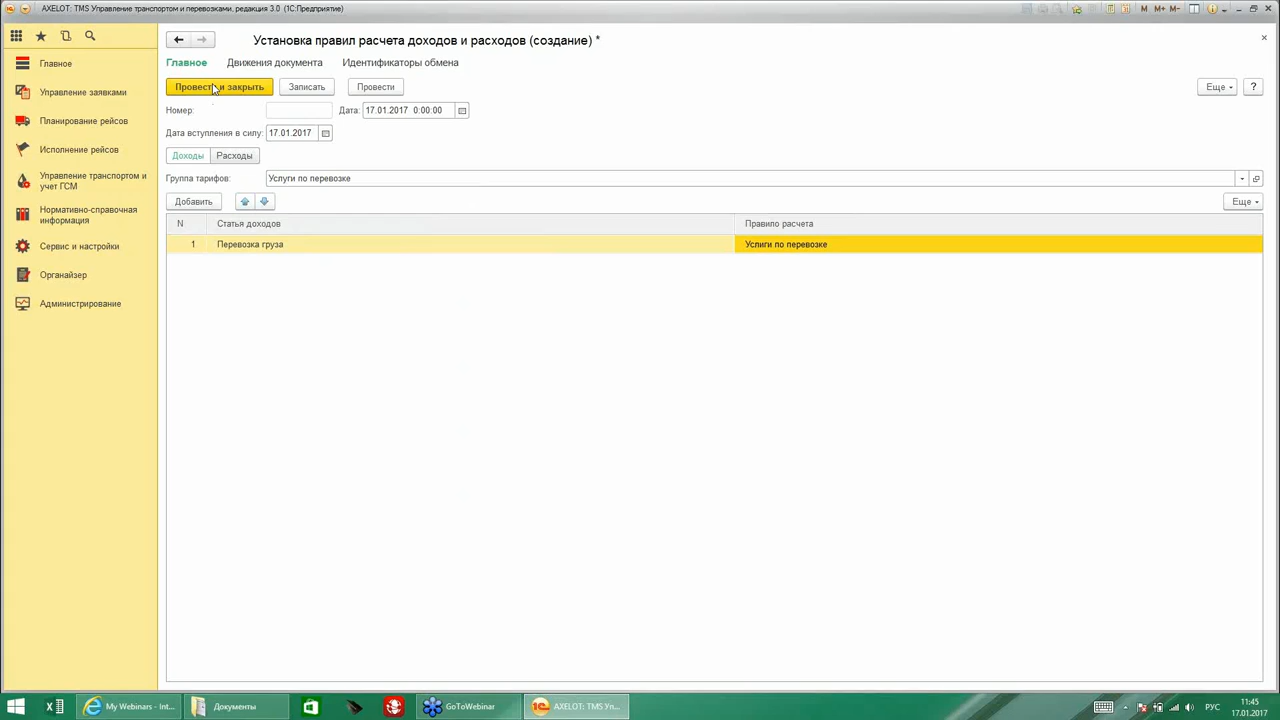 AXELOT: TMS Управление транспортом и перевозками, редакция 3.0 (1С:Предприятие)
M M+ M-
Главное
Управление заявками
Планирование рейсов
Исполнение рейсов
Управление транспортом и
учет ГСМ
Нормативно-справочная
информация
Сервис и настройки
Органайзер
Администрирование
Установка правил расчета доходов и расходов (создание) *
Главное Движения документа Идентификаторы обмена
Провести и закрыть Записать Провести Еще ?
Номер: Дата: 17.01.2017 0:00:00
Дата вступления в силу: 17.01.2017
Доходы Расходы
Группа тарифов: Услуги по перевозке
Добавить Еще
N Статья доходов Правило расчета
1 Перевозка груза Услиги по перевозке
My Webinars - Int... Документы GoToWebinar AXELOT: TMS Уп... РУС 11:45
17.01.2017